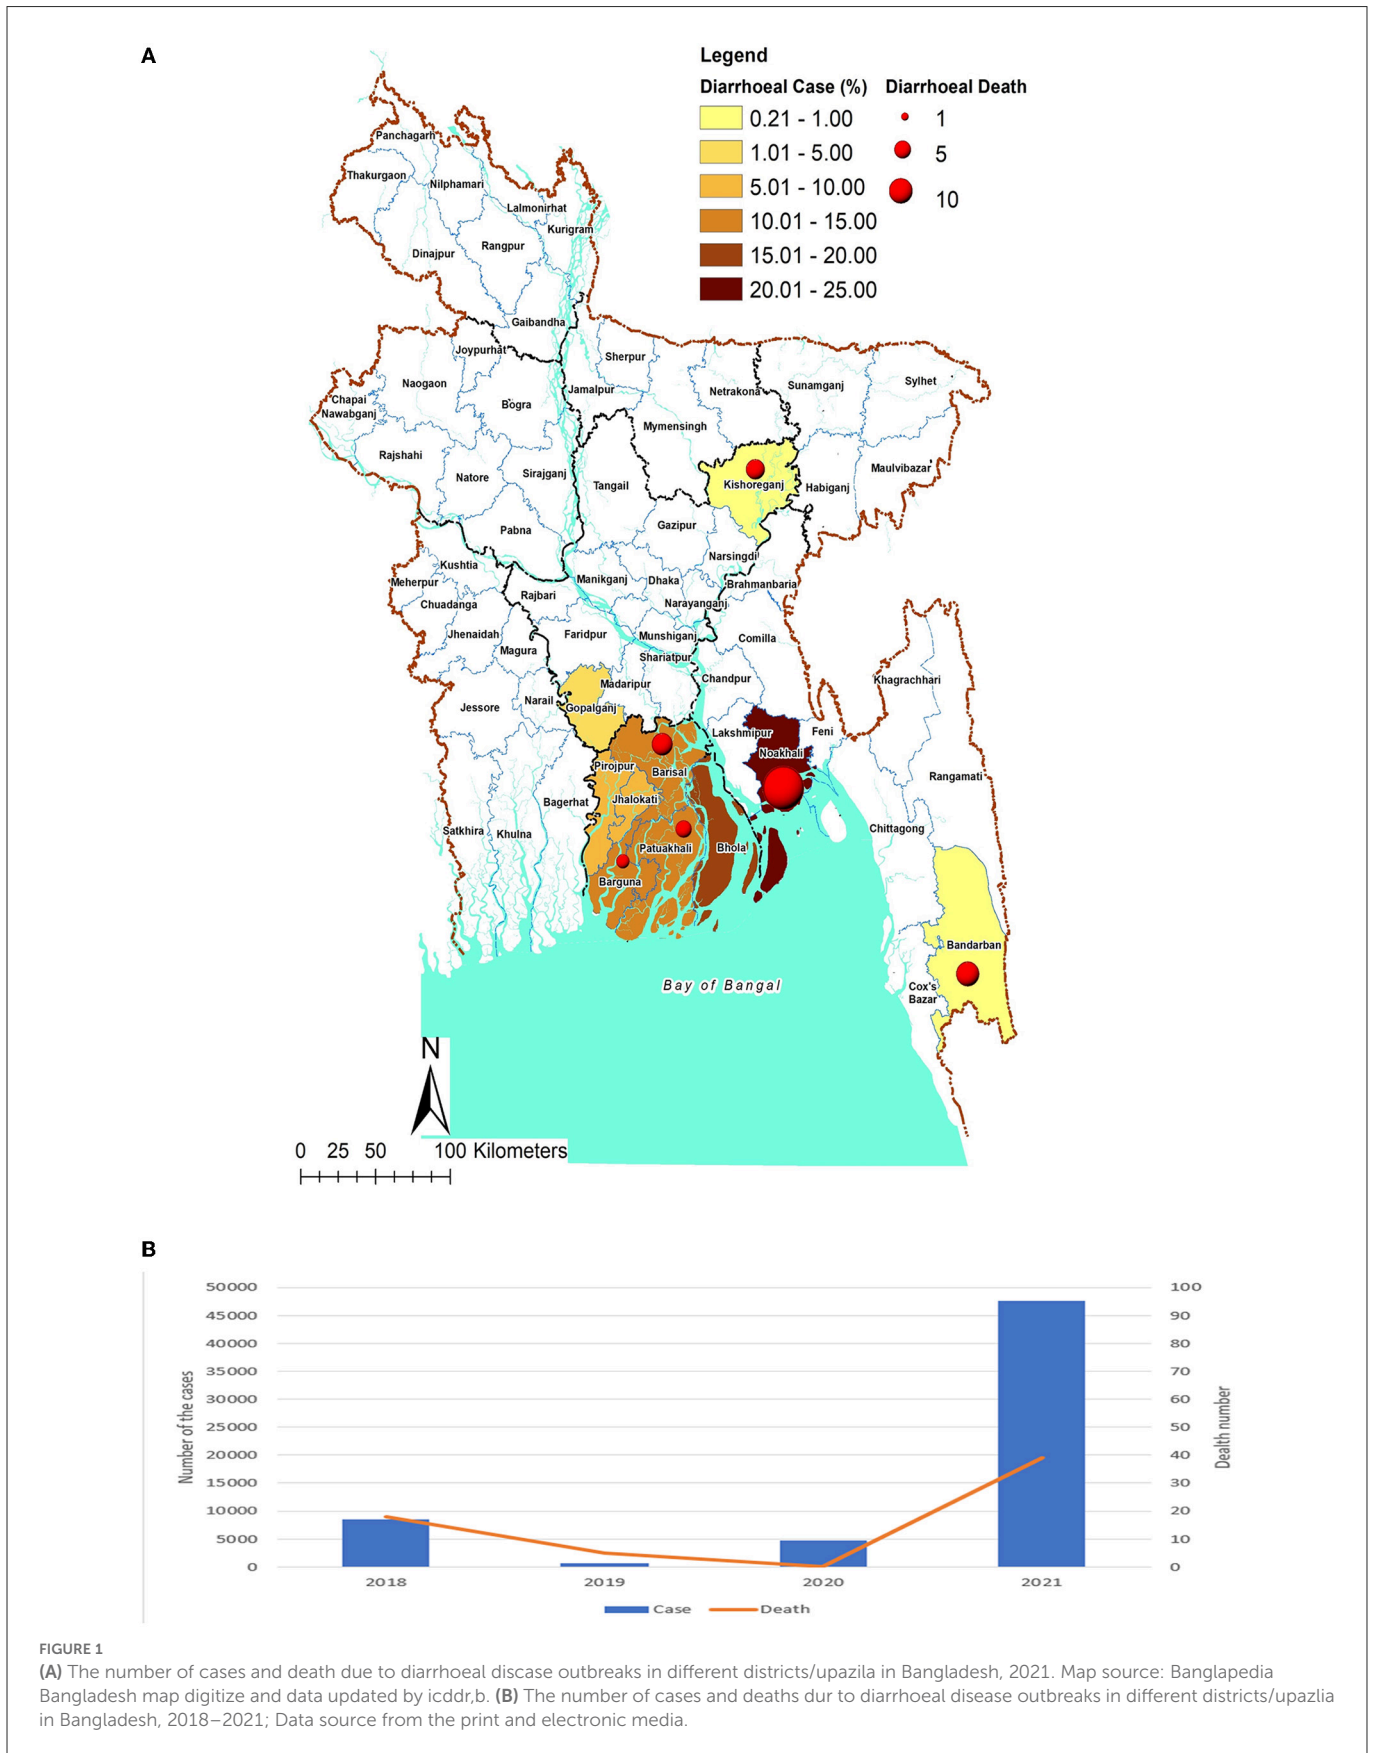 A
Legend
Diarrhoeal Case (%) Diarrhoeal Death
0.21 - 1.00 1
1.01 - 5.00 5
5.01 - 10.00 10
10.01 - 15.00
15.01 - 20.00
20.01 - 25.00
Panchagarh
Thakurgaon
Nilphamari
Lalmonirhat
Kurigram
Rangpur
Dinajpur
Gaibandha
Joypurhat
Sherpur
Naogaon
Jamalpur
Netrakona
Sunamganj
Sylhet
Chapai
Nawabganj
Bogra
Mymensingh
Rajshahi
Natore
Sirajganj
Tangail
Kishoreganj
Habiganj
Maulvibazar
Pabna
Gazipur
Narsingdi
Kushtia
Meherpur
Manikganj
Dhaka
Brahmanbaria
Chuadanga
Rajbari
Narayanganj
Jhenaidah
Faridpur
Munshiganj
Comilla
Magura
Shariatpur
Khagrachhari
Madaripur
Chandpur
Jessore
Narail
Gopalganj
Lakshmipur
Feni
Noakhali
Pirojpur
Barisal
Rangamati
Bagerhat
Jhalokati
Satkhira
Khulna
Patuakhali
Bhola
Chittagong
Barguna
Bandarban
Cox's
Bazar
Bay of Bangal
N
0 25 50 100 Kilometers
B
50000
45000
40000
35000
30000
25000
20000
15000
10000
5000
0
Number of the cases
100
90
80
70
60
50
40
30
20
10
0
Dealth number
2018 2019 2020 2021
Case Death
FIGURE 1
(A) The number of cases and death due to diarrhoeal discase outbreaks in different districts/upazila in Bangladesh, 2021. Map source: Banglapedia
Bangladesh map digitize and data updated by icddr,b. (B) The number of cases and deaths dur to diarrhoeal disease outbreaks in different districts/upazlia
in Bangladesh, 2018–2021; Data source from the print and electronic media.